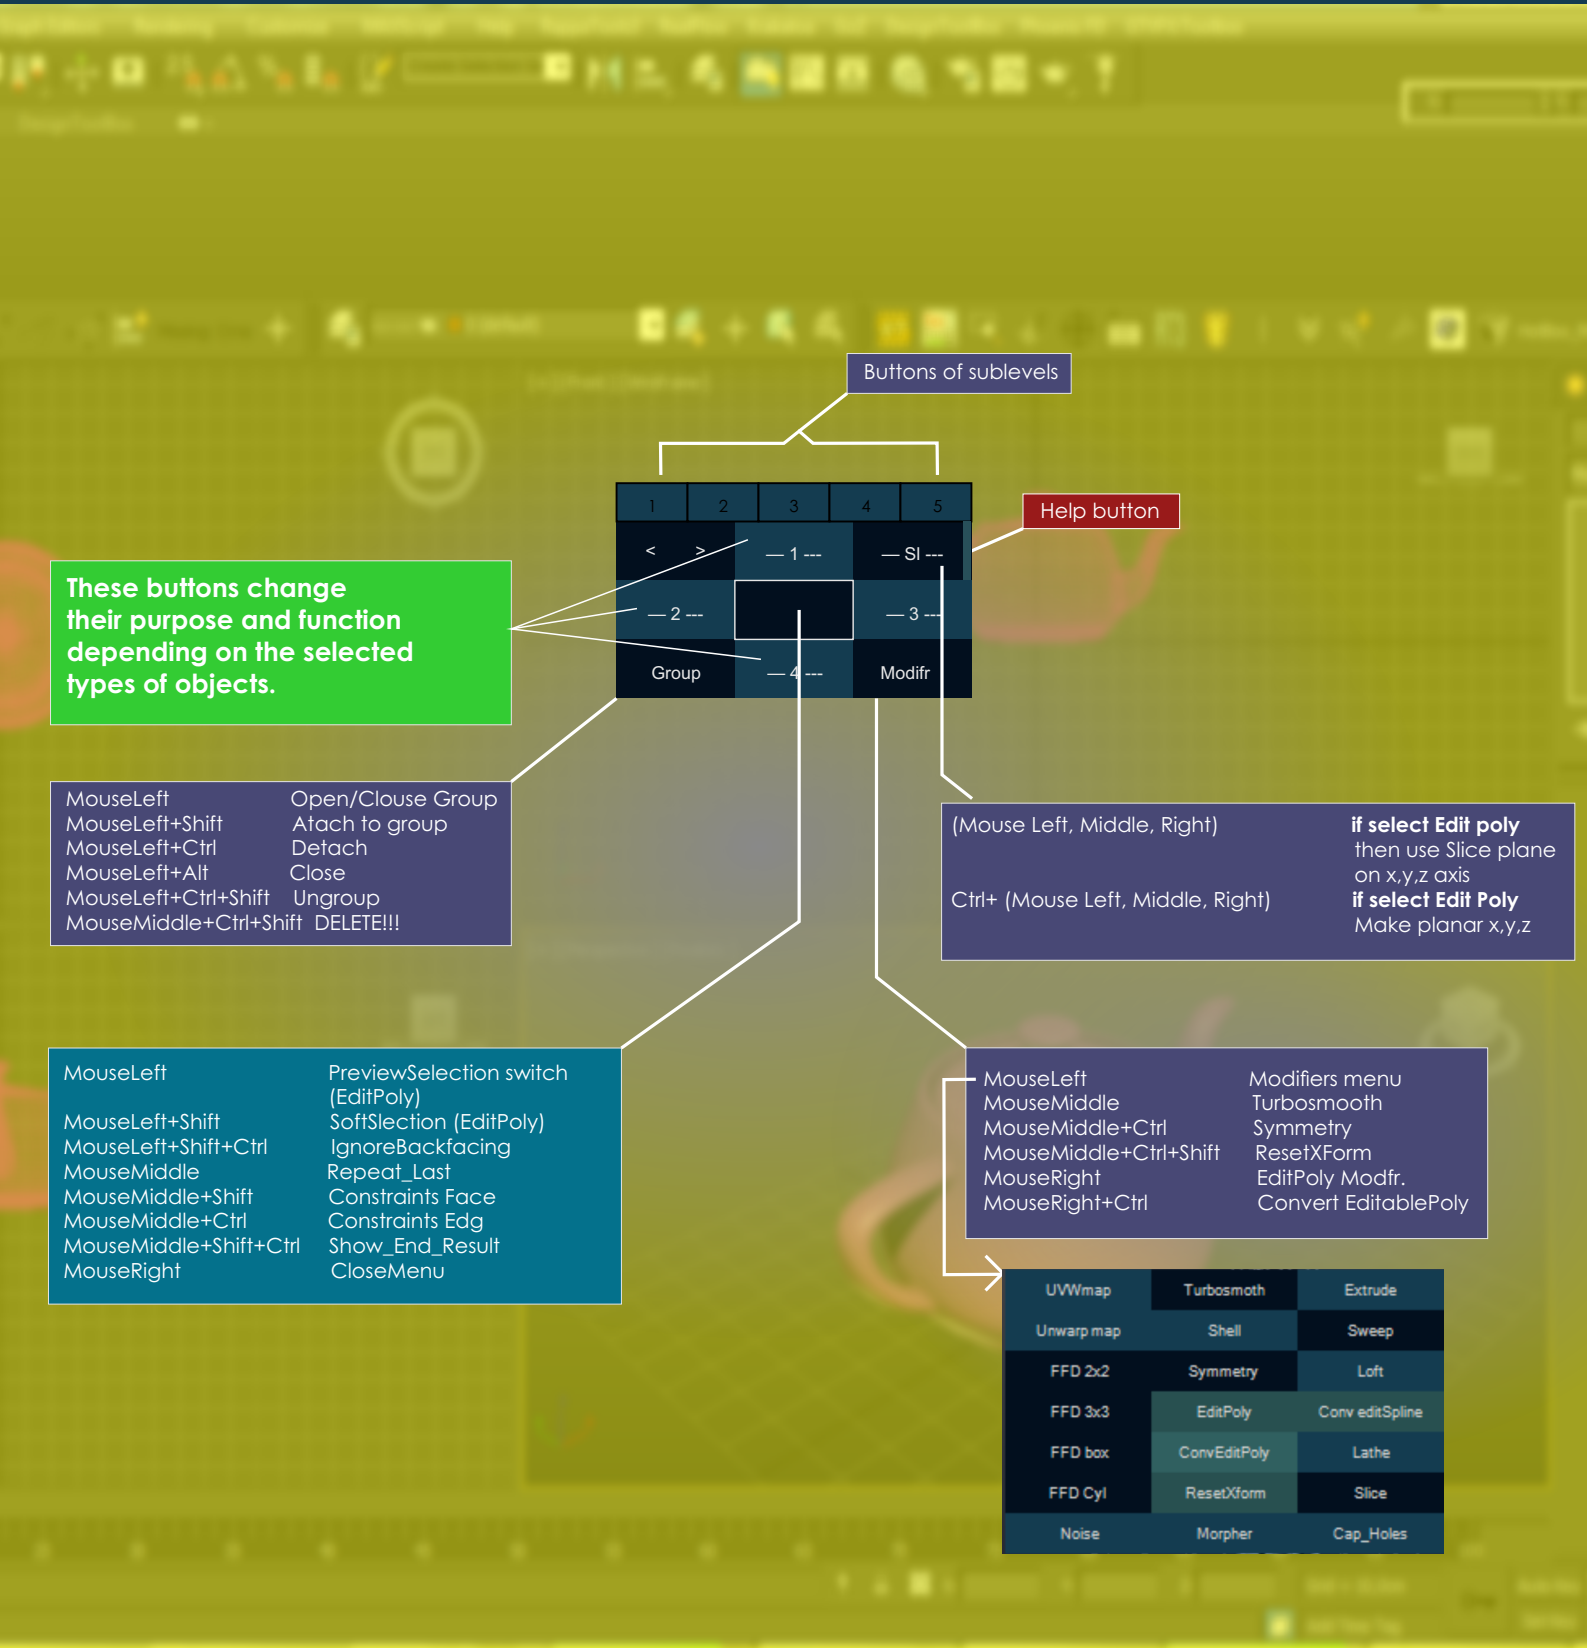 Buttons of sublevels
1 2 3 4 5
Help button
< > — 1 --- — SI ---
— 2 --- — 3 ---
Group — 4 --- Modifr
These buttons change
their purpose and function
depending on the selected
types of objects.
MouseLeft Open/Clouse Group
MouseLeft+Shift Atach to group
MouseLeft+Ctrl Detach
MouseLeft+Alt Close
MouseLeft+Ctrl+Shift Ungroup
MouseMiddle+Ctrl+Shift DELETE!!!
(Mouse Left, Middle, Right) if select Edit poly
then use Slice plane
on x,y,z axis
Ctrl+ (Mouse Left, Middle, Right) if select Edit Poly
Make planar x,y,z
MouseLeft PreviewSelection switch
(EditPoly)
MouseLeft+Shift SoftSlection (EditPoly)
MouseLeft+Shift+Ctrl IgnoreBackfacing
MouseMiddle Repeat_Last
MouseMiddle+Shift Constraints Face
MouseMiddle+Ctrl Constraints Edg
MouseMiddle+Shift+Ctrl Show_End_Result
MouseRight CloseMenu
MouseLeft Modifiers menu
MouseMiddle Turbosmooth
MouseMiddle+Ctrl Symmetry
MouseMiddle+Ctrl+Shift ResetXForm
MouseRight EditPoly Modfr.
MouseRight+Ctrl Convert EditablePoly
UVWmap Turbosmoth Extrude
Unwarp map Shell Sweep
FFD 2x2 Symmetry Loft
FFD 3x3 EditPoly Conv editSpline
FFD box ConvEditPoly Lathe
FFD Cyl ResetXform Slice
Noise Morpher Cap_Holes